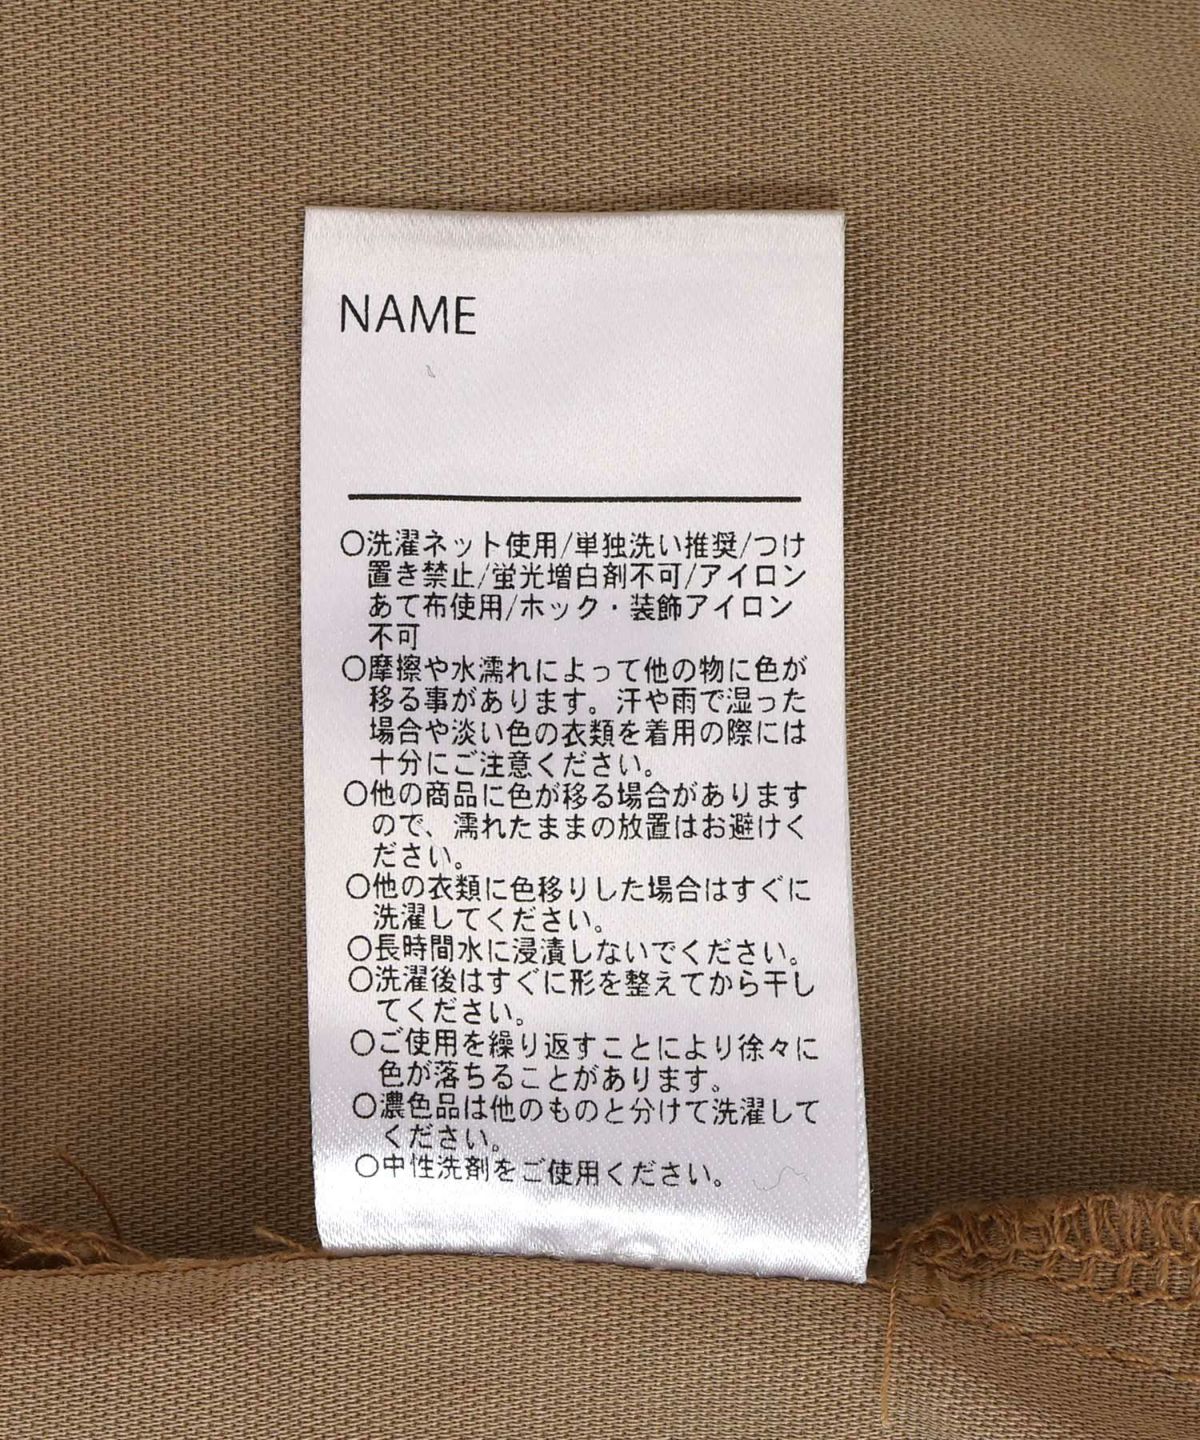 NAME
○洗濯ネット使用/単独洗い推奨/つけ
置き禁止/蛍光増白剤不可/アイロン
あて布使用/ホック・装飾アイロン
不可
○摩擦や水濡れによって他の物に色が
移る事があります。汗や雨で湿った
場合や淡い色の衣類を着用の際には
十分にご注意ください。
○他の商品に色が移る場合があります
ので、濡れたままの放置はお避けく
ださい。
○他の衣類に色移りした場合はすぐに
洗濯してください。
○長時間水に浸漬しないでください。
○洗濯後はすぐに形を整えてから干し
てください。
○ご使用を繰り返すことにより徐々に
色が落ちることがあります。
○濃色品は他のものと分けて洗濯して
ください。
○中性洗剤をご使用ください。